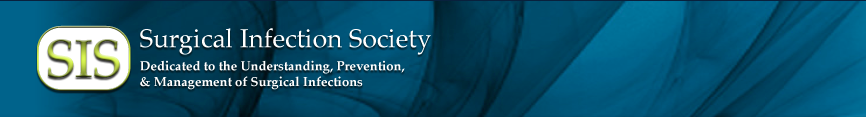 SIS
Surgical Infection Society
Dedicated to the Understanding, Prevention,
& Management of Surgical Infections